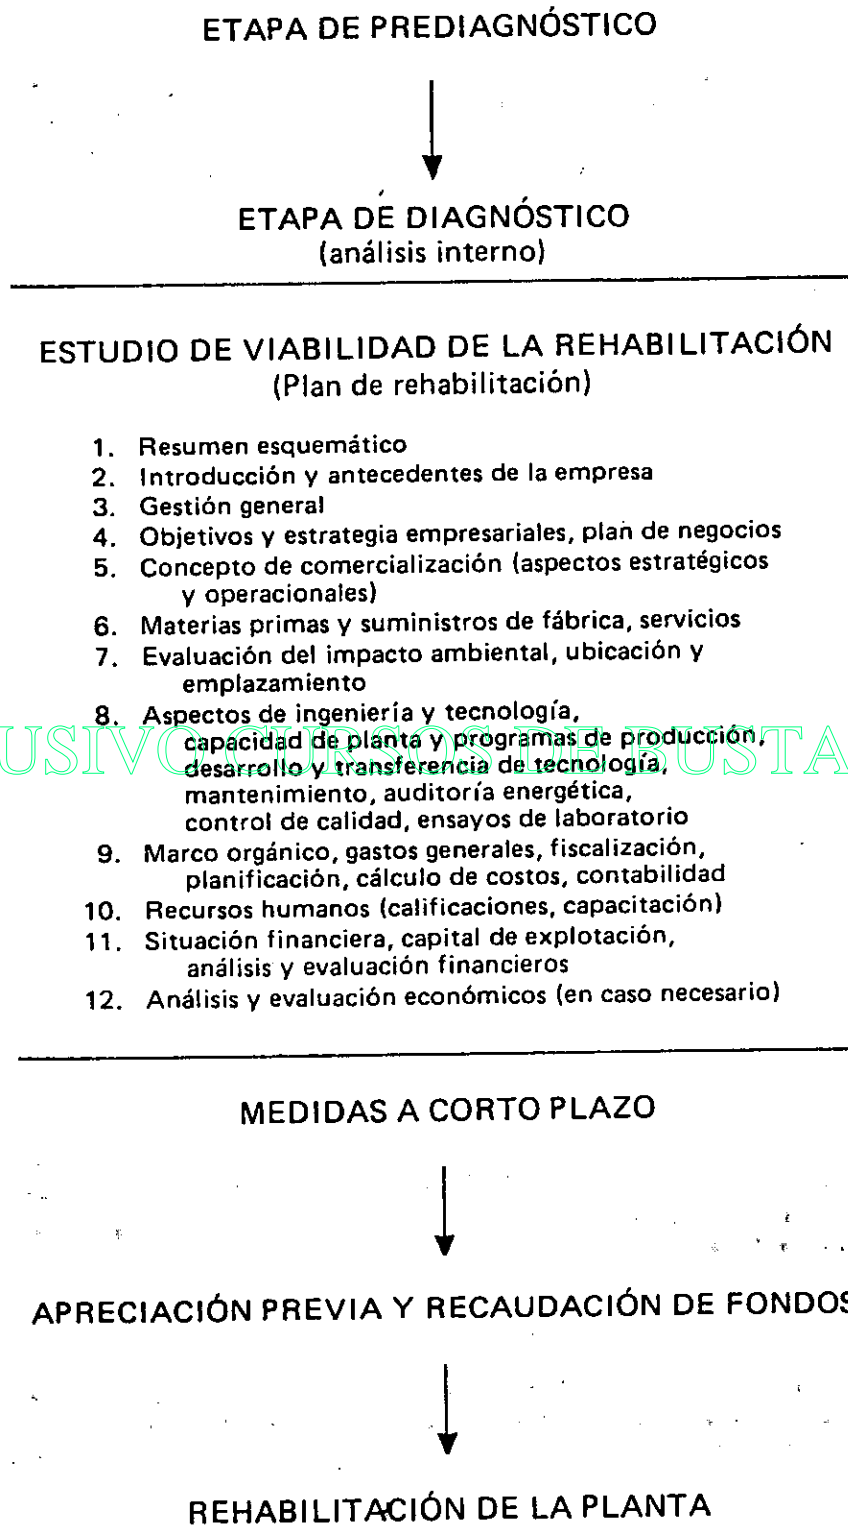 ETAPA DE PREDIAGNÓSTICO
ETAPA DE DIAGNÓSTICO
(análisis interno)
ESTUDIO DE VIABILIDAD DE LA REHABILITACIÓN
(Plan de rehabilitación)
1. Resumen esquemático
2. Introducción y antecedentes de la empresa
3. Gestión general
4. Objetivos y estrategia empresariales, plan de negocios
5. Concepto de comercialización (aspectos estratégicos
y operacionales)
6. Materias primas y suministros de fábrica, servicios
7. Evaluación del impacto ambiental, ubicación y
emplazamiento
8. Aspectos de ingeniería y tecnología,
capacidad de planta y programas de producción,
USIVO CURSOS DE BUSTA
desarrollo y transferencia de tecnología,
mantenimiento, auditoría energética,
control de calidad, ensayos de laboratorio
9. Marco orgánico, gastos generales, fiscalización,
planificación, cálculo de costos, contabilidad
10. Recursos humanos (calificaciones, capacitación)
11. Situación financiera, capital de explotación,
análisis y evaluación financieros
12. Análisis y evaluación económicos (en caso necesario)
MEDIDAS A CORTO PLAZO
APRECIACIÓN PREVIA Y RECAUDACIÓN DE FONDOS
REHABILITACIÓN DE LA PLANTA